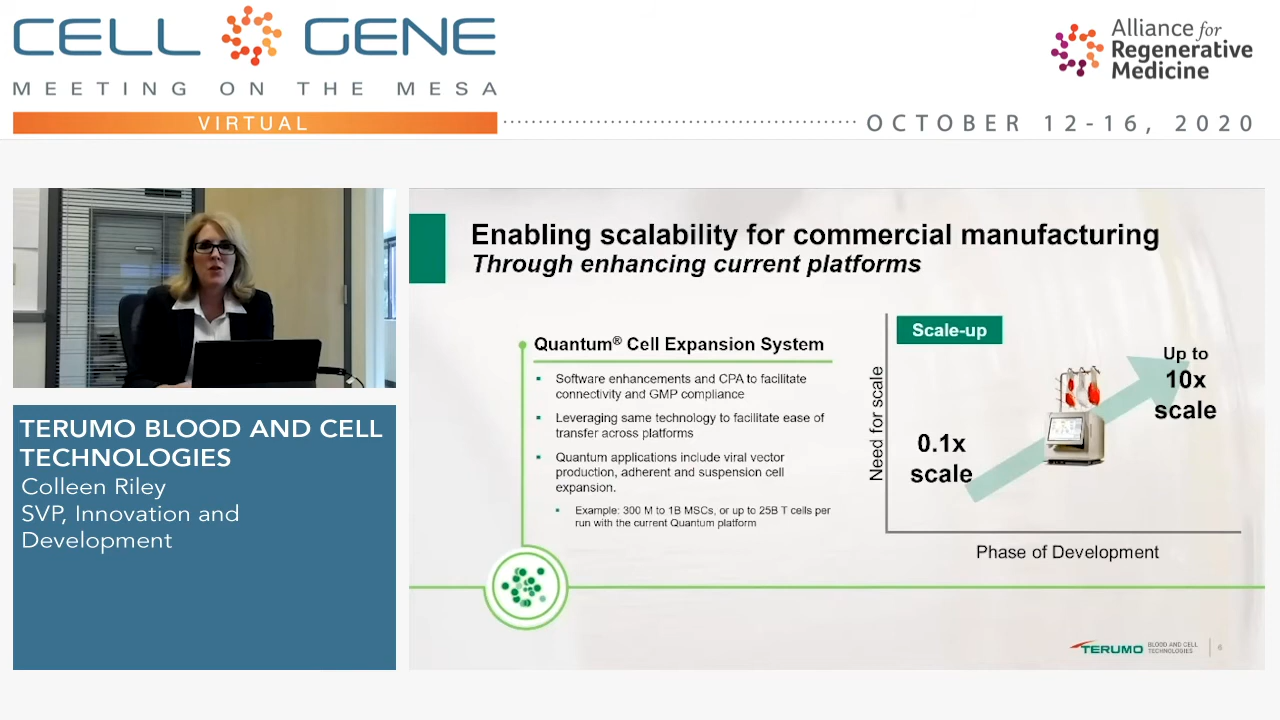 CELL GENE
MEETING ON THE MESA
VIRTUAL
Alliance for
Regenerative
Medicine
OCTOBER 12-16, 2020
TERUMO BLOOD AND CELL
TECHNOLOGIES
Colleen Riley
SVP, Innovation and
Development
Enabling scalability for commercial manufacturing
Through enhancing current platforms
Quantum® Cell Expansion System
▪ Software enhancements and CPA to facilitate
connectivity and GMP compliance
▪ Leveraging same technology to facilitate ease of
transfer across platforms
▪ Quantum applications include viral vector
production, adherent and suspension cell
expansion.
▪ Example: 300 M to 1B MSCs, or up to 25B T cells per
run with the current Quantum platform
Scale-up
Need for scale
0.1x
scale
Up to
10x
scale
Phase of Development
TERUMO BLOOD AND CELL
TECHNOLOGIES
6